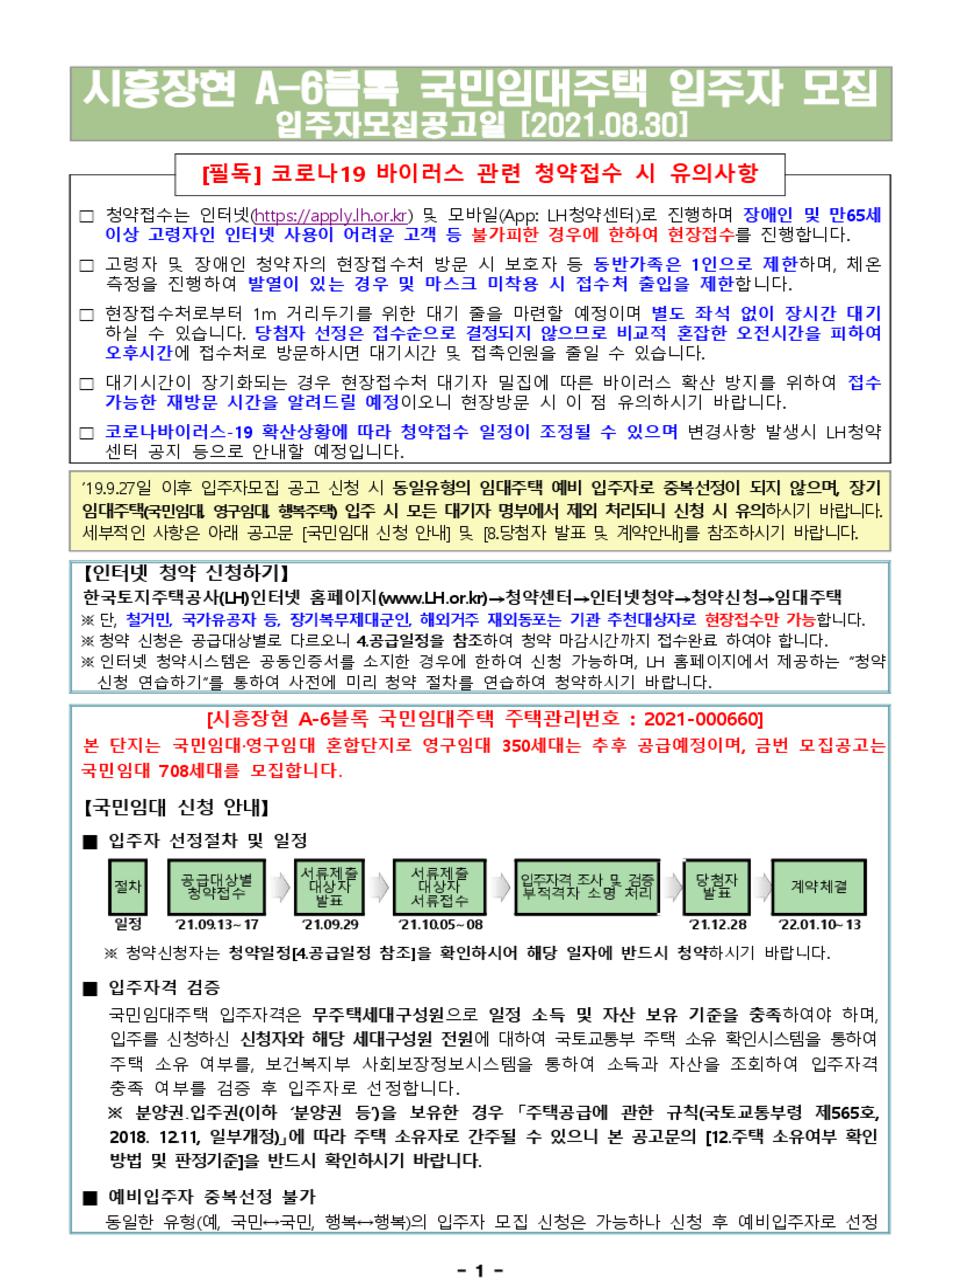 시흥장현 A-6블록 국민임대주택 입주자 모집
입주자모집공고일 [2021.08.30]
[필독] 코로나19 바이러스 관련 청약접수 시 유의사항
□ 청약접수는 인터넷(https://apply.lh.or.kr) 및 모바일(App: LH청약센터)로 진행하며 장애인 및 만65세
이상 고령자인 인터넷 사용이 어려운 고객 등 불가피한 경우에 한하여 현장접수를 진행합니다.
□ 고령자 및 장애인 청약자의 현장접수처 방문 시 보호자 등 동반가족은 1인으로 제한하며, 체온
측정을 진행하여 발열이 있는 경우 및 마스크 미착용 시 접수처 출입을 제한합니다.
□ 현장접수처로부터 1m 거리두기를 위한 대기 줄을 마련할 예정이며 별도 좌석 없이 장시간 대기
하실 수 있습니다. 당첨자 선정은 접수순으로 결정되지 않으므로 비교적 혼잡한 오전시간을 피하여
오후시간에 접수처로 방문하시면 대기시간 및 접촉인원을 줄일 수 있습니다.
□ 대기시간이 장기화되는 경우 현장접수처 대기자 밀집에 따른 바이러스 확산 방지를 위하여 접수
가능한 재방문 시간을 알려드릴 예정이오니 현장방문 시 이 점 유의하시기 바랍니다.
□ 코로나바이러스-19 확산상황에 따라 청약접수 일정이 조정될 수 있으며 변경사항 발생시 LH청약
센터 공지 등으로 안내할 예정입니다.
'19.9.27일 이후 입주자모집 공고 신청 시 동일유형의 임대주택 예비 입주자로 중복선정이 되지 않으며, 장기
임대주택(국민임대, 영구임대, 행복주택) 입주 시 모든 대기자 명부에서 제외 처리되니 신청 시 유의하시기 바랍니다.
세부적인 사항은 아래 공고문 [국민임대 신청 안내] 및 [8.당첨자 발표 및 계약안내]를 참조하시기 바랍니다.
【인터넷 청약 신청하기】
한국토지주택공사(LH)인터넷 홈페이지(www.LH.or.kr)→청약센터→인터넷청약→청약신청→임대주택
※ 단, 철거민, 국가유공자 등, 장기복무제대군인, 해외거주 재외동포는 기관 추천대상자로 현장접수만 가능합니다.
※ 청약 신청은 공급대상별로 다르오니 4.공급일정을 참조하여 청약 마감시간까지 접수완료 하여야 합니다.
※ 인터넷 청약시스템은 공동인증서를 소지한 경우에 한하여 신청 가능하며, LH 홈페이지에서 제공하는 "청약
신청 연습하기"를 통하여 사전에 미리 청약 절차를 연습하여 청약하시기 바랍니다.
[시흥장현 A-6블록 국민임대주택 주택관리번호 : 2021-000660]
본 단지는 국민임대·영구임대 혼합단지로 영구임대 350세대는 추후 공급예정이며, 금번 모집공고는
국민임대 708세대를 모집합니다.
【국민임대 신청 안내】
■ 입주자 선정절차 및 일정
절차 공급대상별 청약접수 서류제출 대상자 발표 서류제출 대상자 서류접수 입주자격 조사 및 검증 부적격자 소명 처리 당첨자 발표 계약체결
일정 '21.09.13~17 '21.09.29 '21.10.05~08 '21.12.28 '22.01.10~13
※ 청약신청자는 청약일정[4.공급일정 참조]을 확인하시어 해당 일자에 반드시 청약하시기 바랍니다.
■ 입주자격 검증
국민임대주택 입주자격은 무주택세대구성원으로 일정 소득 및 자산 보유 기준을 충족하여야 하며,
입주를 신청하신 신청자와 해당 세대구성원 전원에 대하여 국토교통부 주택 소유 확인시스템을 통하여
주택 소유 여부를, 보건복지부 사회보장정보시스템을 통하여 소득과 자산을 조회하여 입주자격
충족 여부를 검증 후 입주자로 선정합니다.
※ 분양권.입주권(이하 '분양권 등')을 보유한 경우 「주택공급에 관한 규칙(국토교통부령 제565호,
2018. 12.11, 일부개정)」에 따라 주택 소유자로 간주될 수 있으니 본 공고문의 [12.주택 소유여부 확인
방법 및 판정기준]을 반드시 확인하시기 바랍니다.
■ 예비입주자 중복선정 불가
동일한 유형(예, 국민↔국민, 행복↔행복)의 입주자 모집 신청은 가능하나 신청 후 예비입주자로 선정
- 1 -